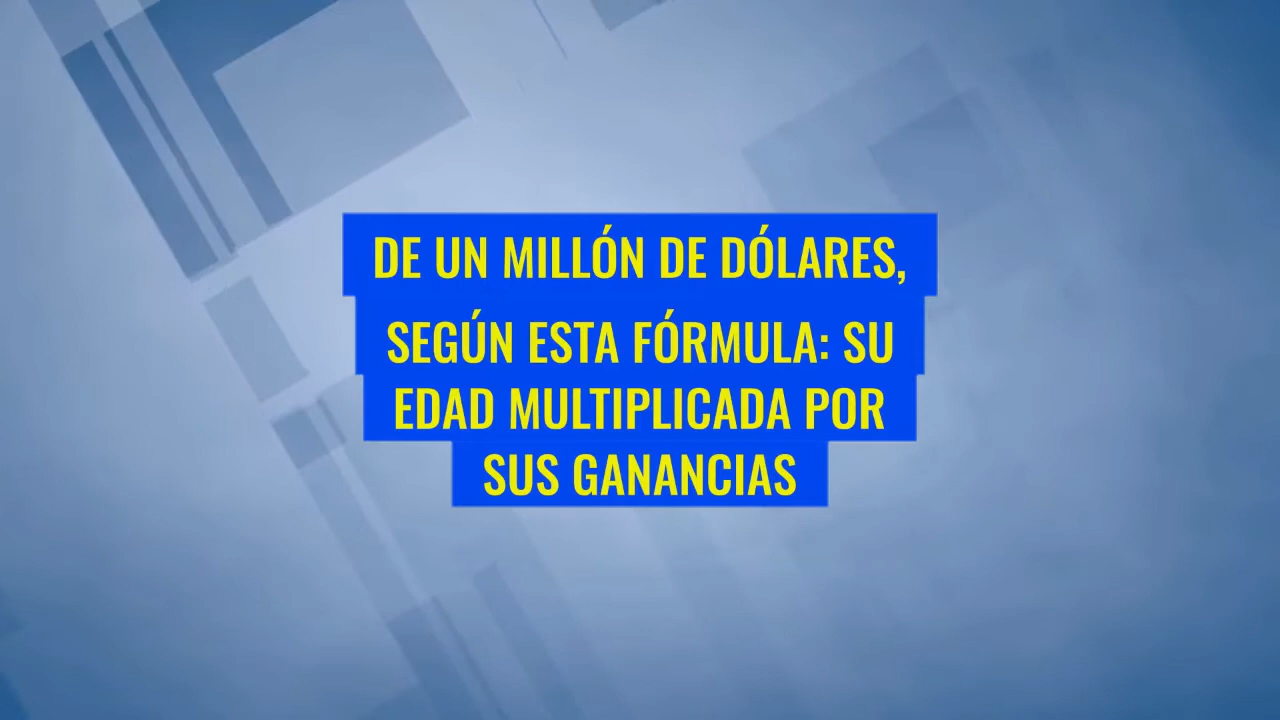 DE UN MILLÓN DE DÓLARES,
SEGÚN ESTA FÓRMULA: SU
EDAD MULTIPLICADA POR
SUS GANANCIAS